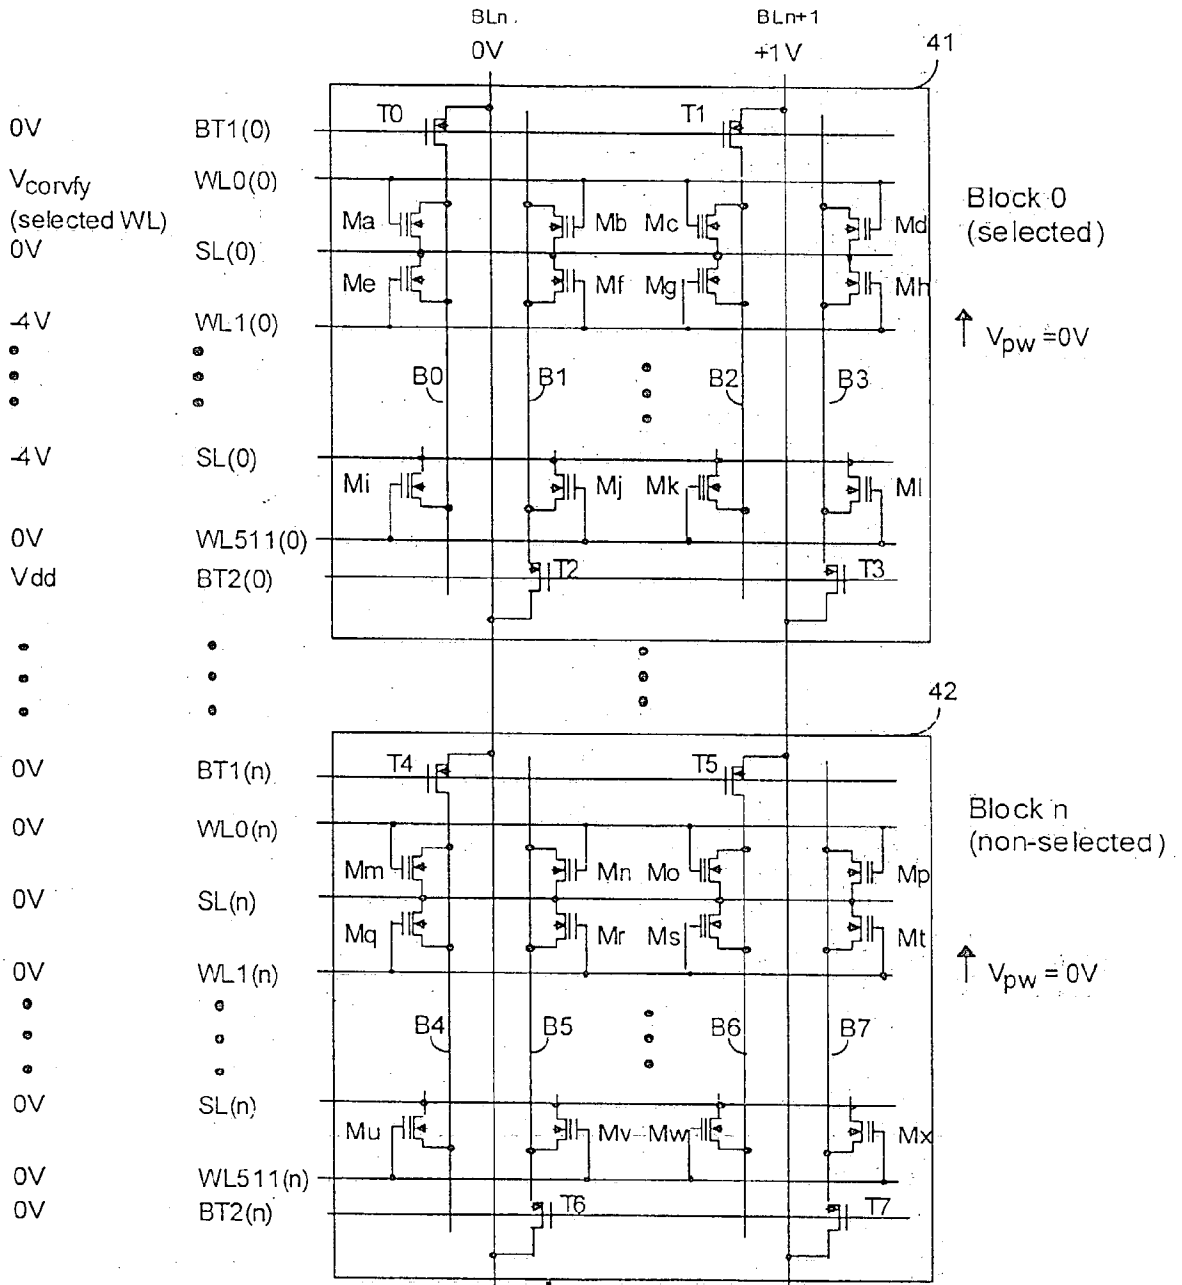 BLn BLn+1
0V +1V
41
0V BT1(0) T0 T1
Vcorvfy WL0(0)
(selected WL) Ma Mb Mc Md Block 0
(selected)
0V SL(0)
Me Mf Mg Mh
-4V WL1(0) Vpw =0V
B0 B1 B2 B3
-4V SL(0)
Mi Mj Mk Ml
0V WL511(0)
Vdd BT2(0) T2 T3
42
0V BT1(n) T4 T5
0V WL0(n) Block n
(non-selected)
Mm Mn Mo Mp
0V SL(n)
Mq Mr Ms Mt
0V WL1(n) Vpw = 0V
B4 B5 B6 B7
0V SL(n)
Mu Mv Mw Mx
0V WL511(n)
0V BT2(n) T6 T7